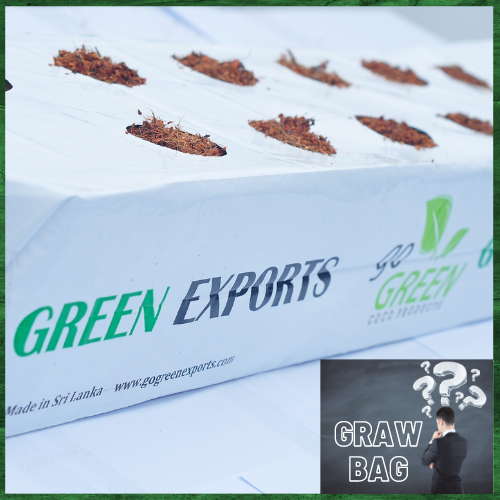 GREEN EXPORTS
go
GREEN
COCO PRODUCTS
Made in Sri Lanka - www.gogreenexports.com
GRAW
BAG